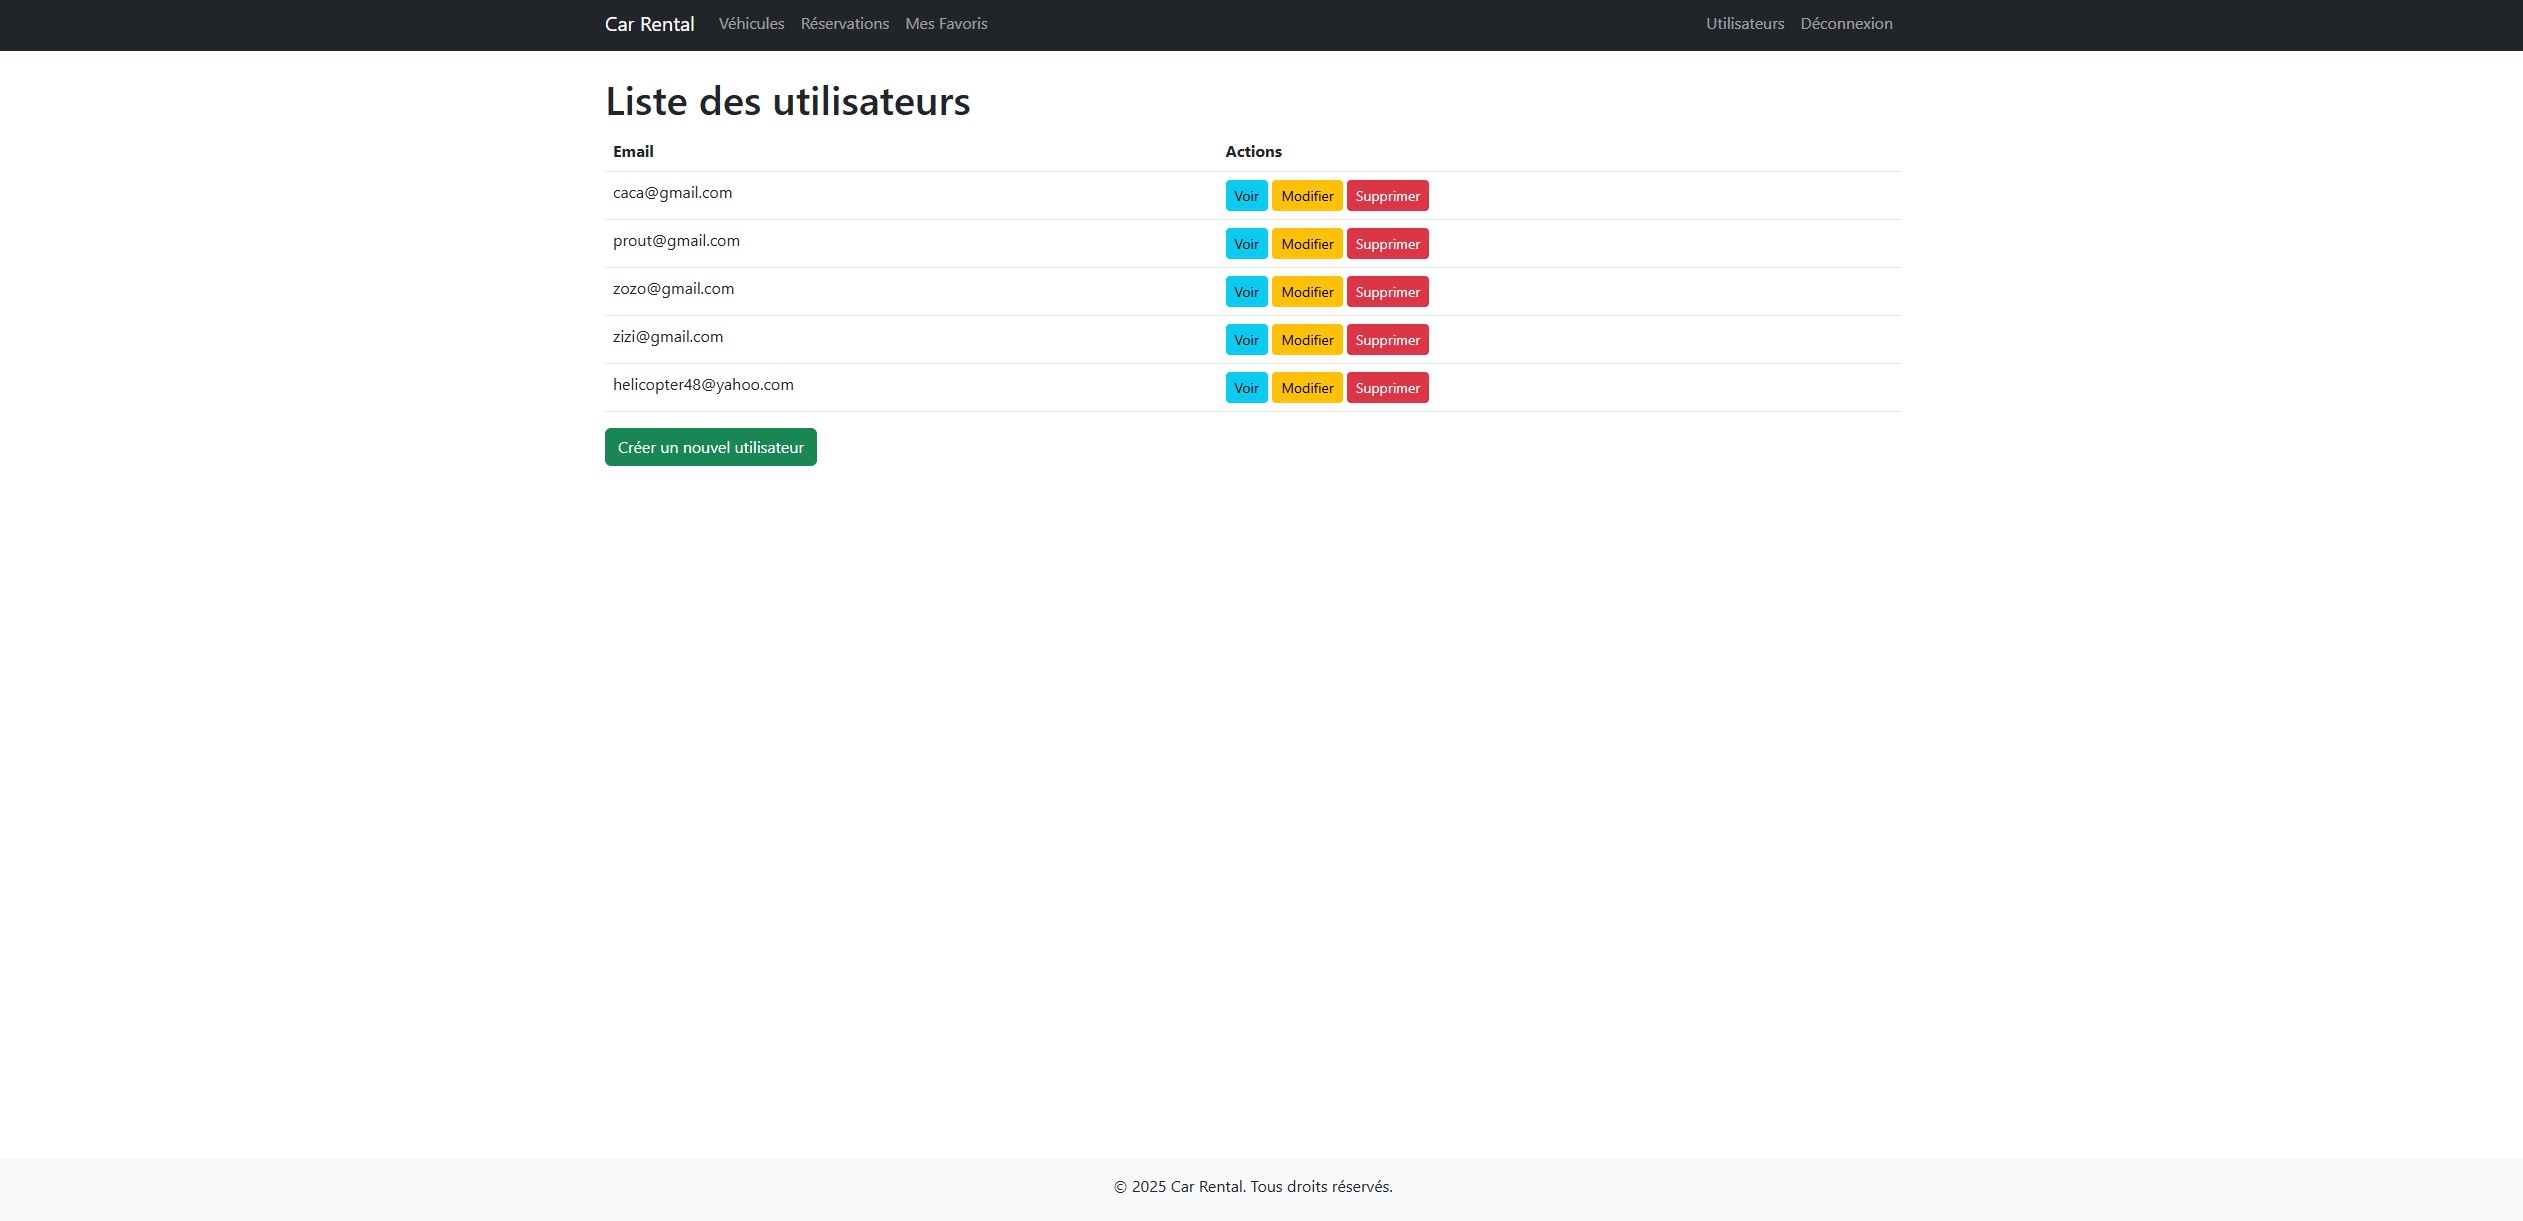 Car Rental Véhicules Réservations Mes Favoris Utilisateurs Déconnexion
Liste des utilisateurs
Email Actions
caca@gmail.com Voir Modifier Supprimer
prout@gmail.com Voir Modifier Supprimer
zozo@gmail.com Voir Modifier Supprimer
zizi@gmail.com Voir Modifier Supprimer
helicopter48@yahoo.com Voir Modifier Supprimer
Créer un nouvel utilisateur
© 2025 Car Rental. Tous droits réservés.